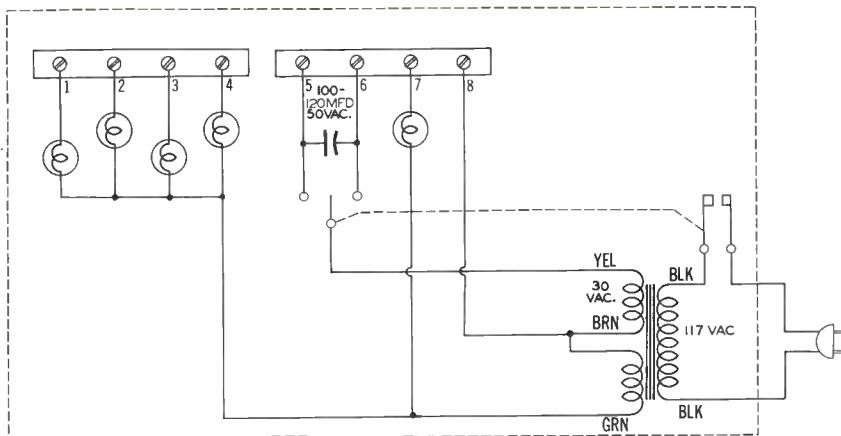 1 2 3 4 5 6 7 8
100-
120MFD
50VAC.
YEL
BLK
30
VAC.
BRN
117 VAC
BLK
GRN